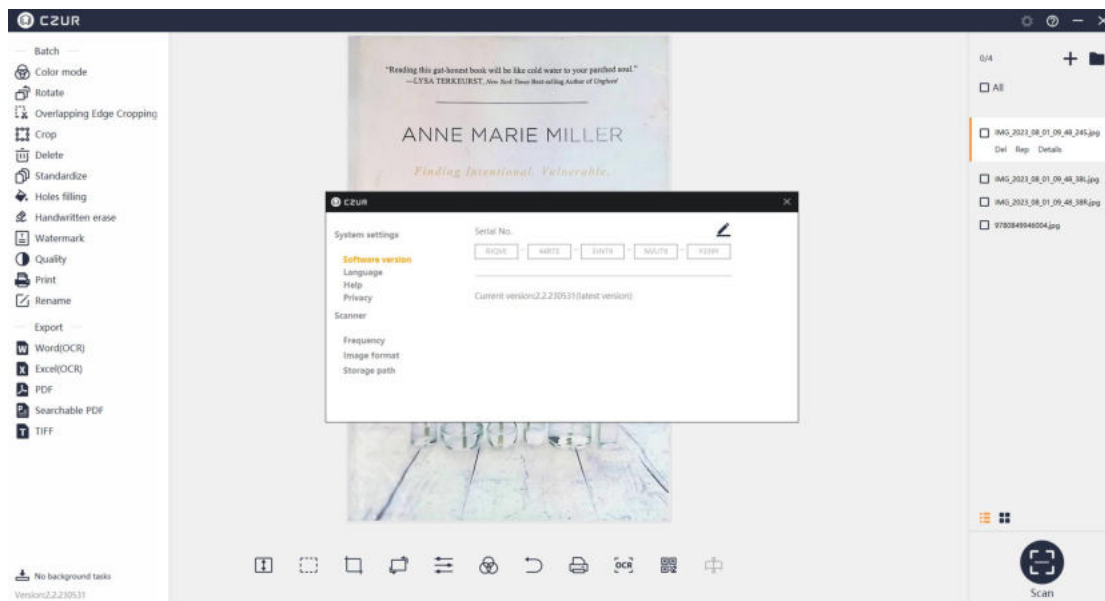 CZUR
Batch
Color mode
Rotate
Overlapping Edge Cropping
Crop
Delete
Standardize
Holes filling
Handwritten erase
Watermark
Quality
Print
Rename
Export
W Word(OCR)
X Excel(OCR)
PDF
Searchable PDF
T TIFF
No background tasks
Version:2.2.230531
"Reading this gut-honest book will be like cold water to your parched soul."
—LYSA TERKEURST, New York Times Best-selling Author of Unglued
ANNE MARIE MILLER
Finding Intentional, Vulnerable,
CZUR
System settings
Software version
Language
Help
Privacy
Scanner
Frequency
Image format
Storage path
Serial No.
Current version:2.2.230531(latest version)
OCR
0/4
All
IMG_2023_08_01_09_48_245.jpg
Del Rep Details
IMG_2023_08_01_09_48_38L.jpg
IMG_2023_08_01_09_48_38R.jpg
9780849946004.jpg
Scan